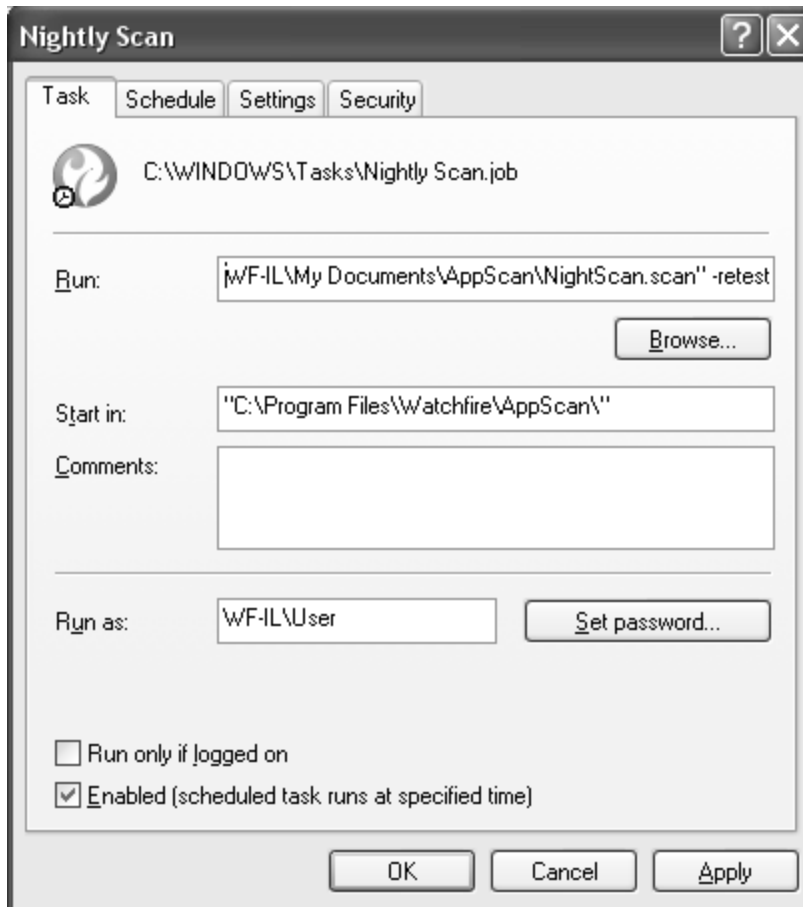 Nightly Scan
Task Schedule Settings Security
C:\WINDOWS\Tasks\Nightly Scan.job
Run: WF-IL\My Documents\AppScan\NightScan.scan" -retest
Browse...
Start in: "C:\Program Files\Watchfire\AppScan\"
Comments:
Run as: WF-IL\User Set password...
Run only if logged on
Enabled (scheduled task runs at specified time)
OK Cancel Apply